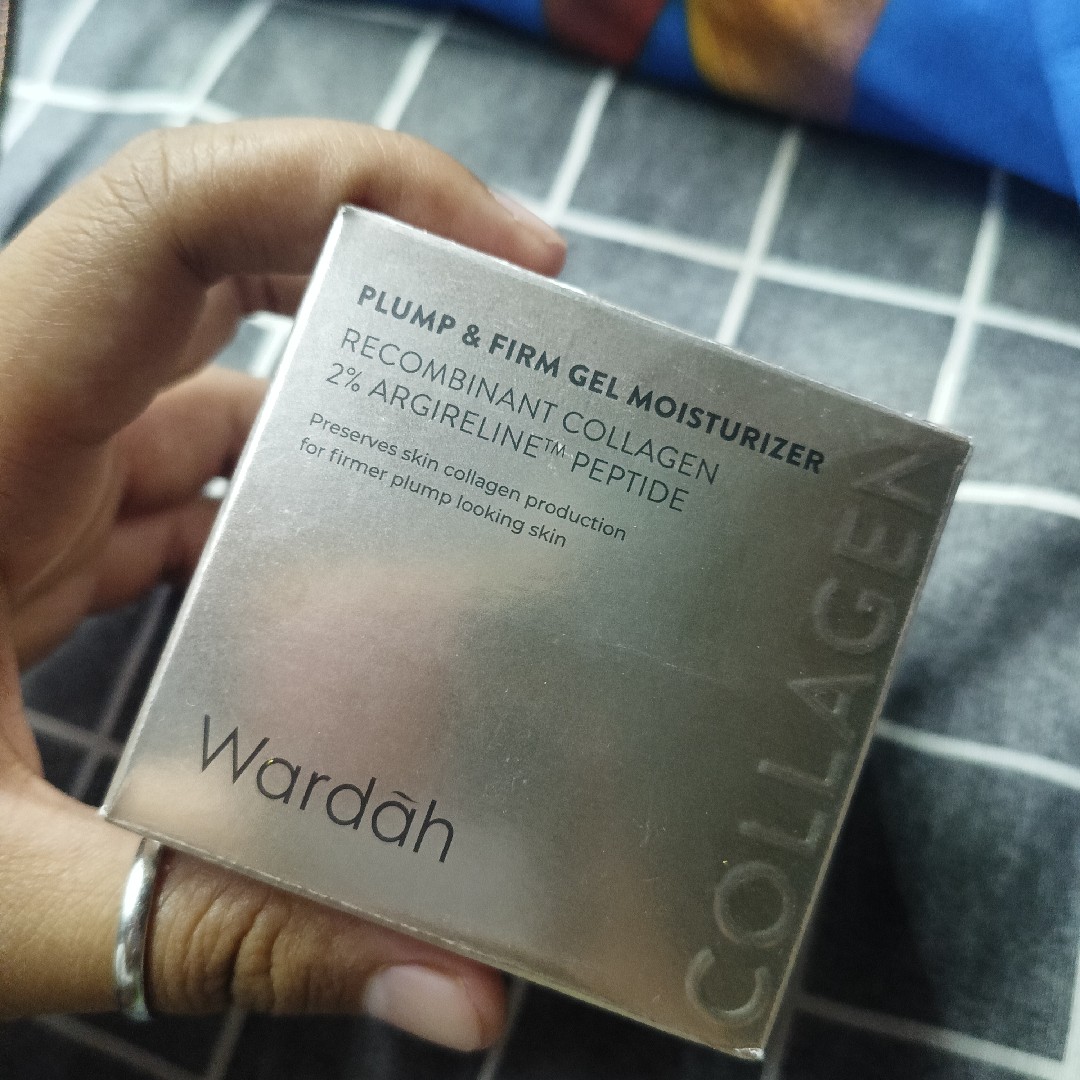 PLUMP & FIRM GEL MOISTURIZER
RECOMBINANT COLLAGEN
2% ARGIRELINE™ PEPTIDE
Preserves skin collagen production
for firmer plump looking skin
Wardāh
COLLAGEN